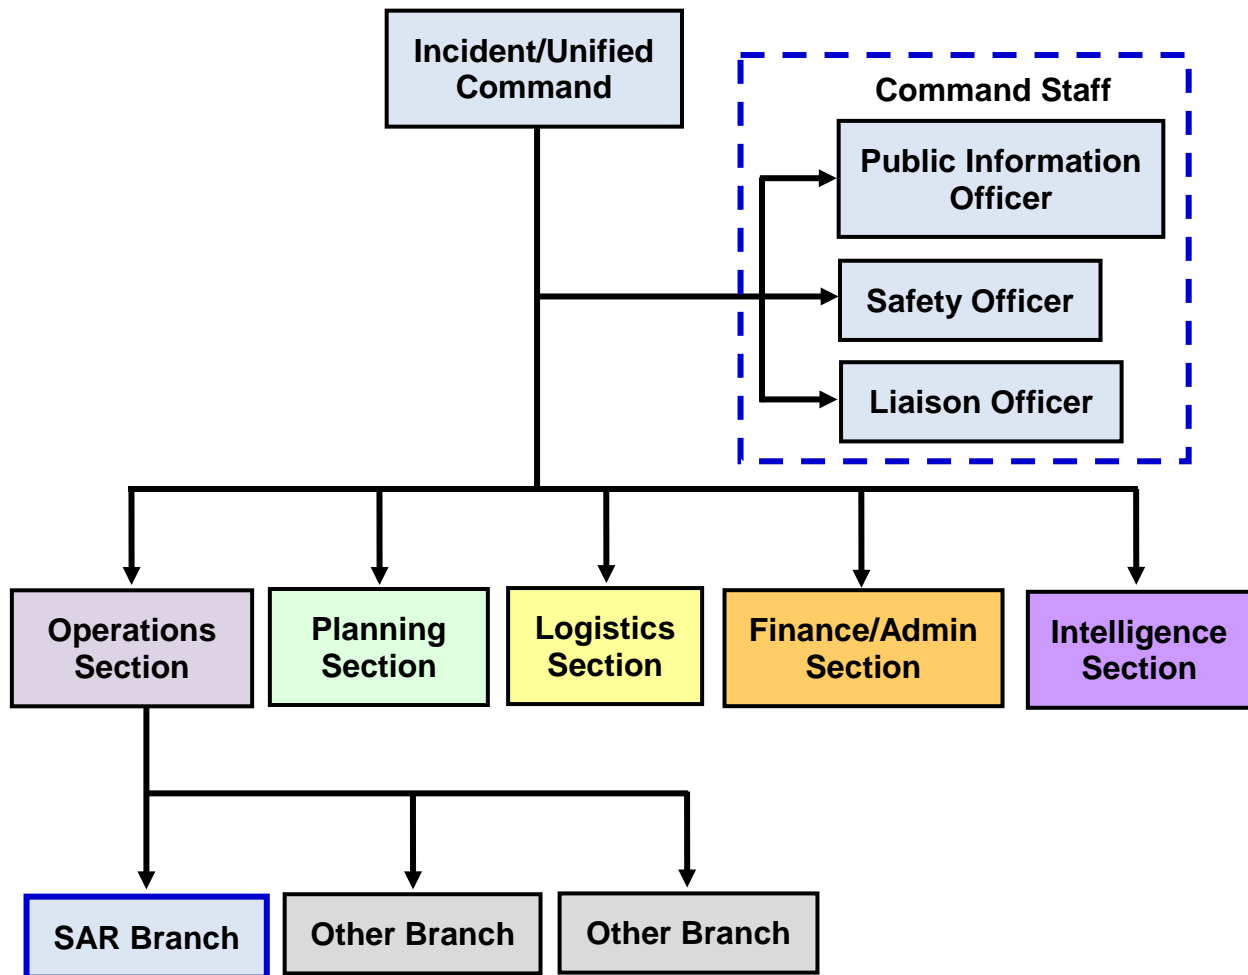 Incident/Unified
Command
Command Staff
Public Information
Officer
Safety Officer
Liaison Officer
Operations
Section
Planning
Section
Logistics
Section
Finance/Admin
Section
Intelligence
Section
SAR Branch
Other Branch
Other Branch